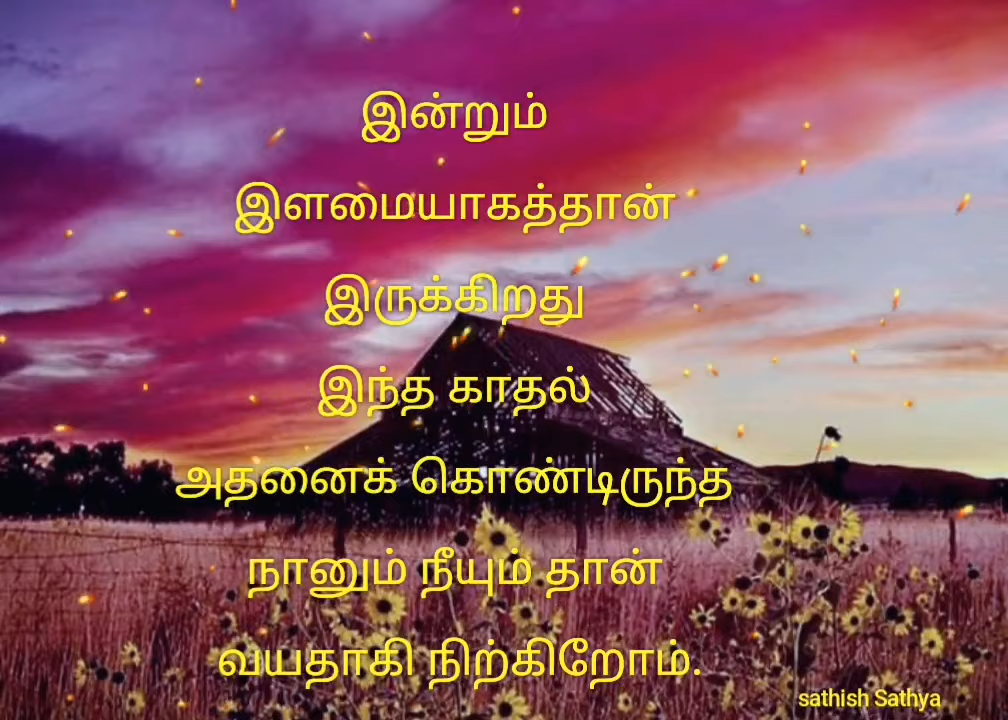 இன்றும்
இளமையாகத்தான்
இருக்கிறது
இந்த காதல்
அதனைக் கொண்டிருந்த
நானும் நீயும் தான்
வயதாகி நிற்கிறோம்.
sathish Sathya